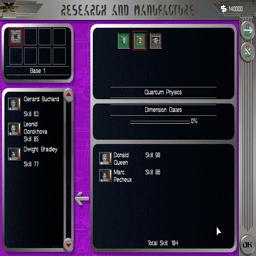 Research and Manufacture
$ 140000
Base 1
Quantum Physics
Dimension Gates
0%
Gerard Buchard
Skill 83
Leonid
Gorokhova
Skill 85
Dwight Bradley
Skill 77
Donald
Queen
Skill 98
Marc
Pecheux
Skill 86
Total Skill 184
OK